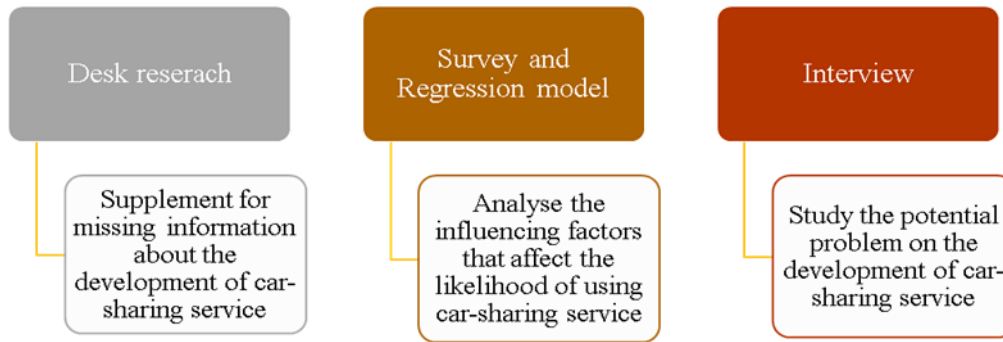 Desk reserach
Supplement for
missing information
about the
development of car-
sharing service
Survey and
Regression model
Analyse the
influencing factors
that affect the
likelihood of using
car-sharing service
Interview
Study the potential
problem on the
development of car-
sharing service